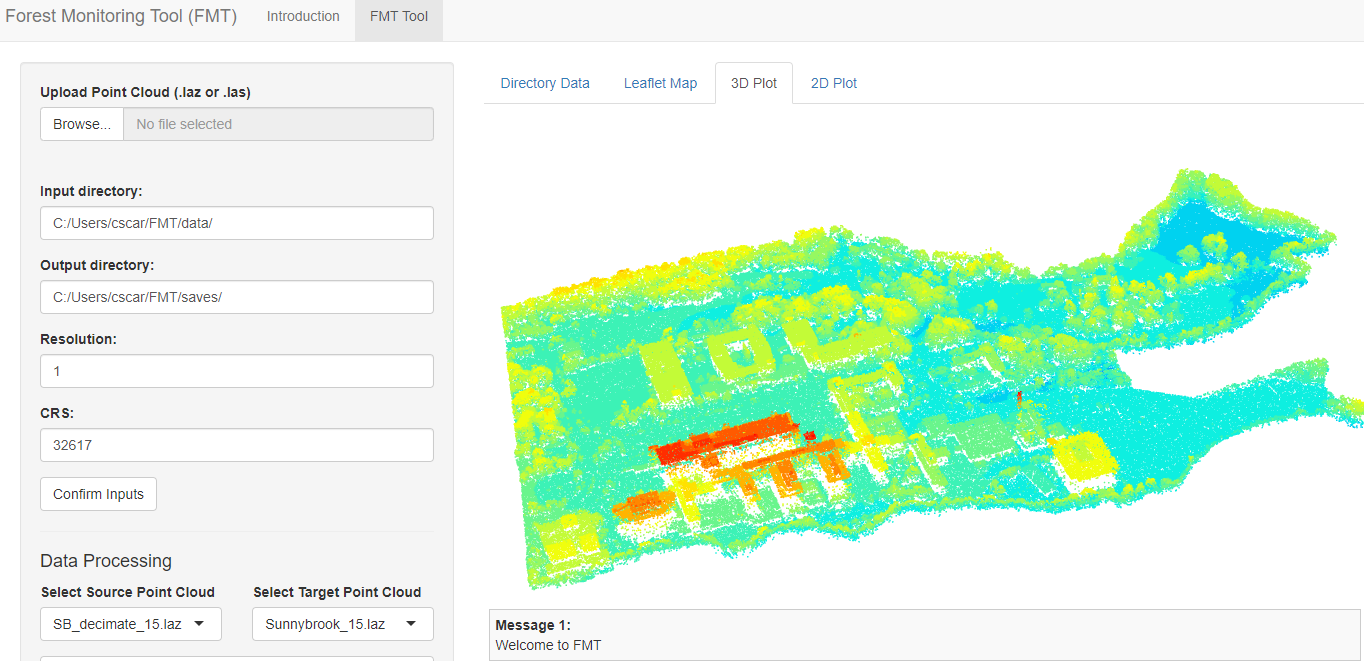 Forest Monitoring Tool (FMT) Introduction FMT Tool
Upload Point Cloud (.laz or .las)
Browse... No file selected
Input directory:
C:/Users/cscar/FMT/data/
Output directory:
C:/Users/cscar/FMT/saves/
Resolution:
1
CRS:
32617
Confirm Inputs
Data Processing
Select Source Point Cloud Select Target Point Cloud
SB_decimate_15.laz Sunnybrook_15.laz
Directory Data Leaflet Map 3D Plot 2D Plot
Message 1:
Welcome to FMT